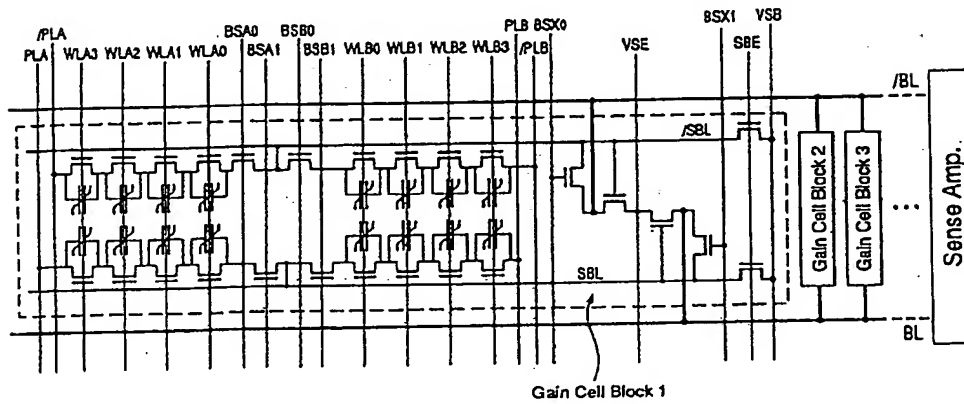 /PLA
PLA
WLA3
WLA2
WLA1
WLA0
BSA0
BSA1
BSB0
BSB1
WLB0
WLB1
WLB2
WLB3
PLB
/PLB
BSX0
VSE
BSX1
SBE
VSB
/BL
/SBL
SBL
BL
Gain Cell Block 2
Gain Cell Block 3
...
Sense Amp.
Gain Cell Block 1